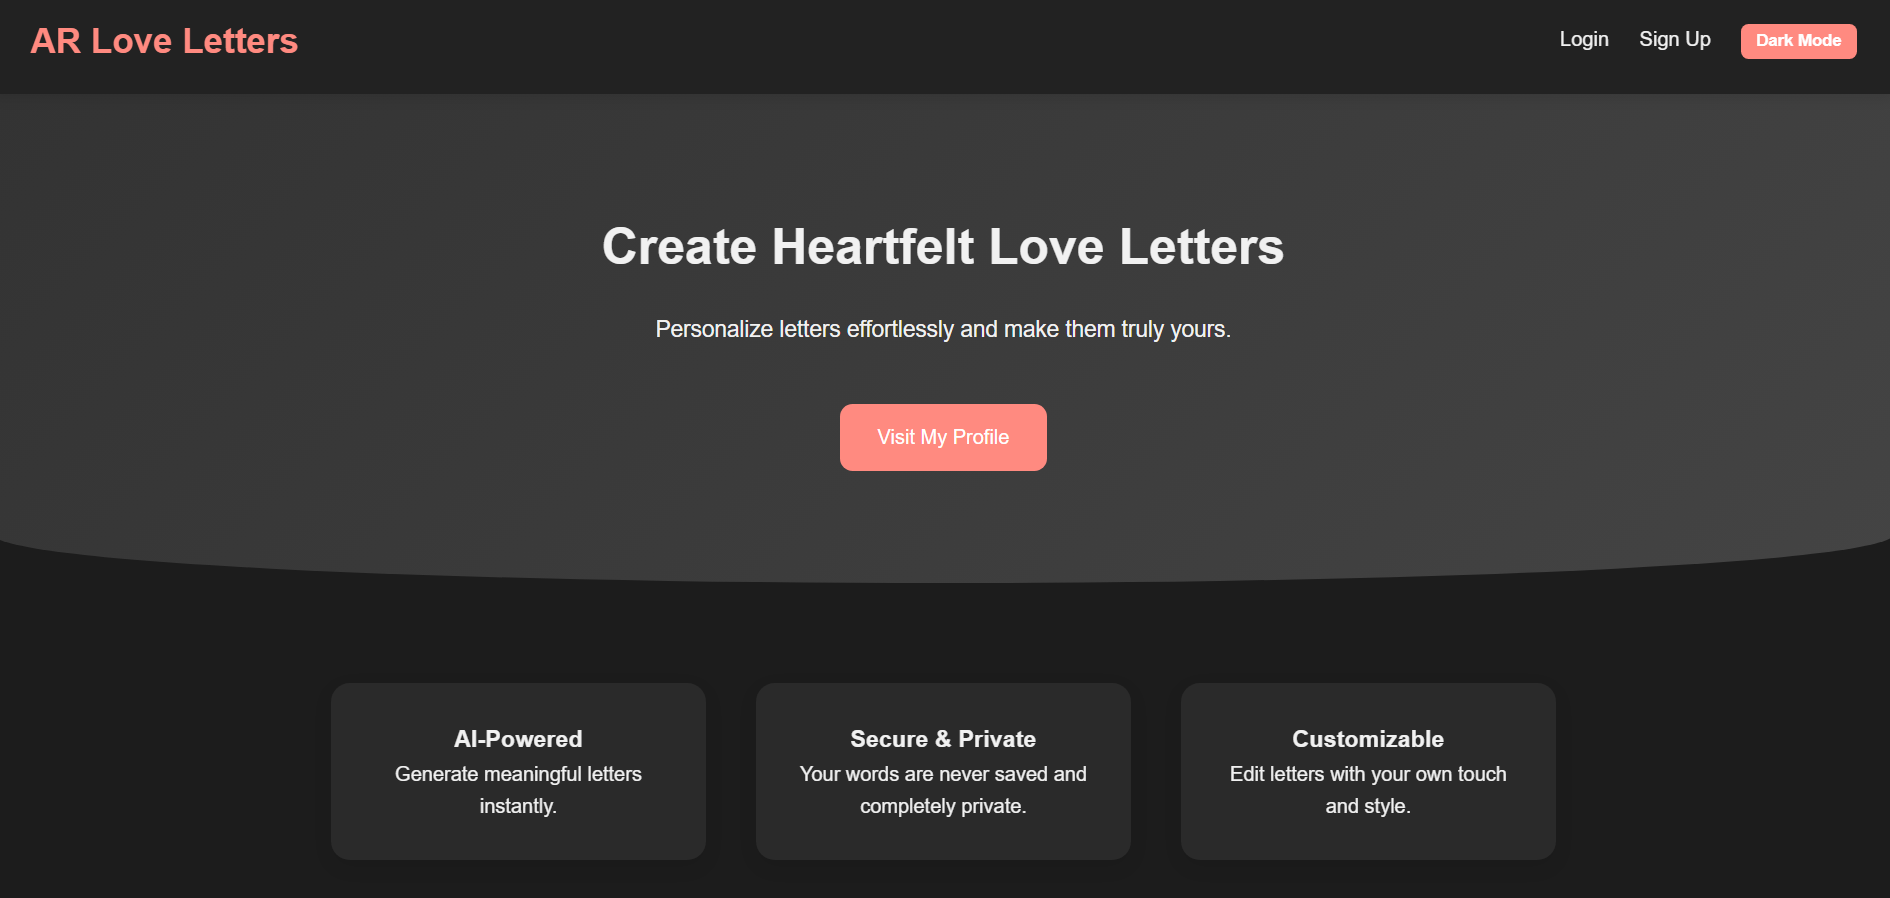 AR Love Letters
Login
Sign Up
Dark Mode
Create Heartfelt Love Letters
Personalize letters effortlessly and make them truly yours.
Visit My Profile
AI-Powered
Generate meaningful letters
instantly.
Secure & Private
Your words are never saved and
completely private.
Customizable
Edit letters with your own touch
and style.